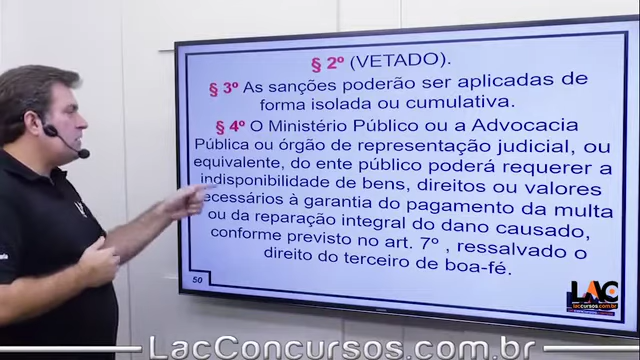 § 2º (VETADO).
§ 3º As sanções poderão ser aplicadas de
forma isolada ou cumulativa.
§ 4º O Ministério Público ou a Advocacia
Pública ou órgão de representação judicial, ou
equivalente, do ente público poderá requerer a
indisponibilidade de bens, direitos ou valores
necessários à garantia do pagamento da multa
ou da reparação integral do dano causado,
conforme previsto no art. 7º , ressalvado o
direito do terceiro de boa-fé.
50
LAC
laccursos.com.br
LacConcursos.com.br